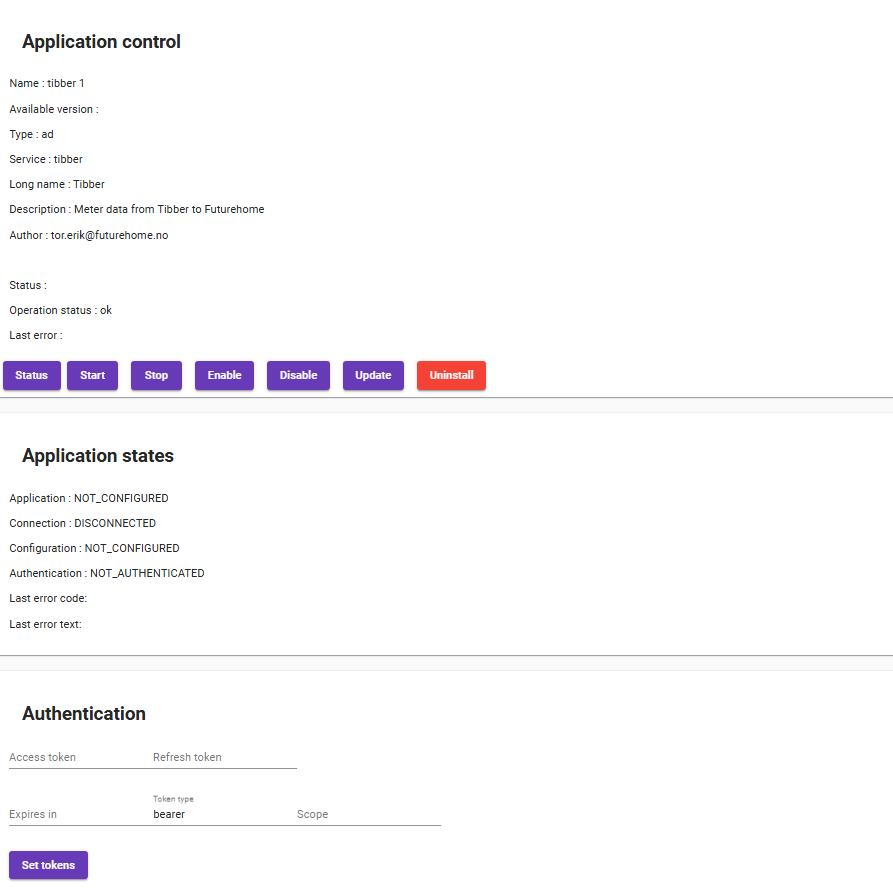 Application control
Name : tibber 1
Available version :
Type : ad
Service : tibber
Long name : Tibber
Description : Meter data from Tibber to Futurehome
Author : tor.erik@futurehome.no
Status :
Operation status : ok
Last error :
Status Start Stop Enable Disable Update Uninstall
Application states
Application : NOT_CONFIGURED
Connection : DISCONNECTED
Configuration : NOT_CONFIGURED
Authentication : NOT_AUTHENTICATED
Last error code:
Last error text:
Authentication
Access token Refresh token
Token type
Expires in bearer Scope
Set tokens